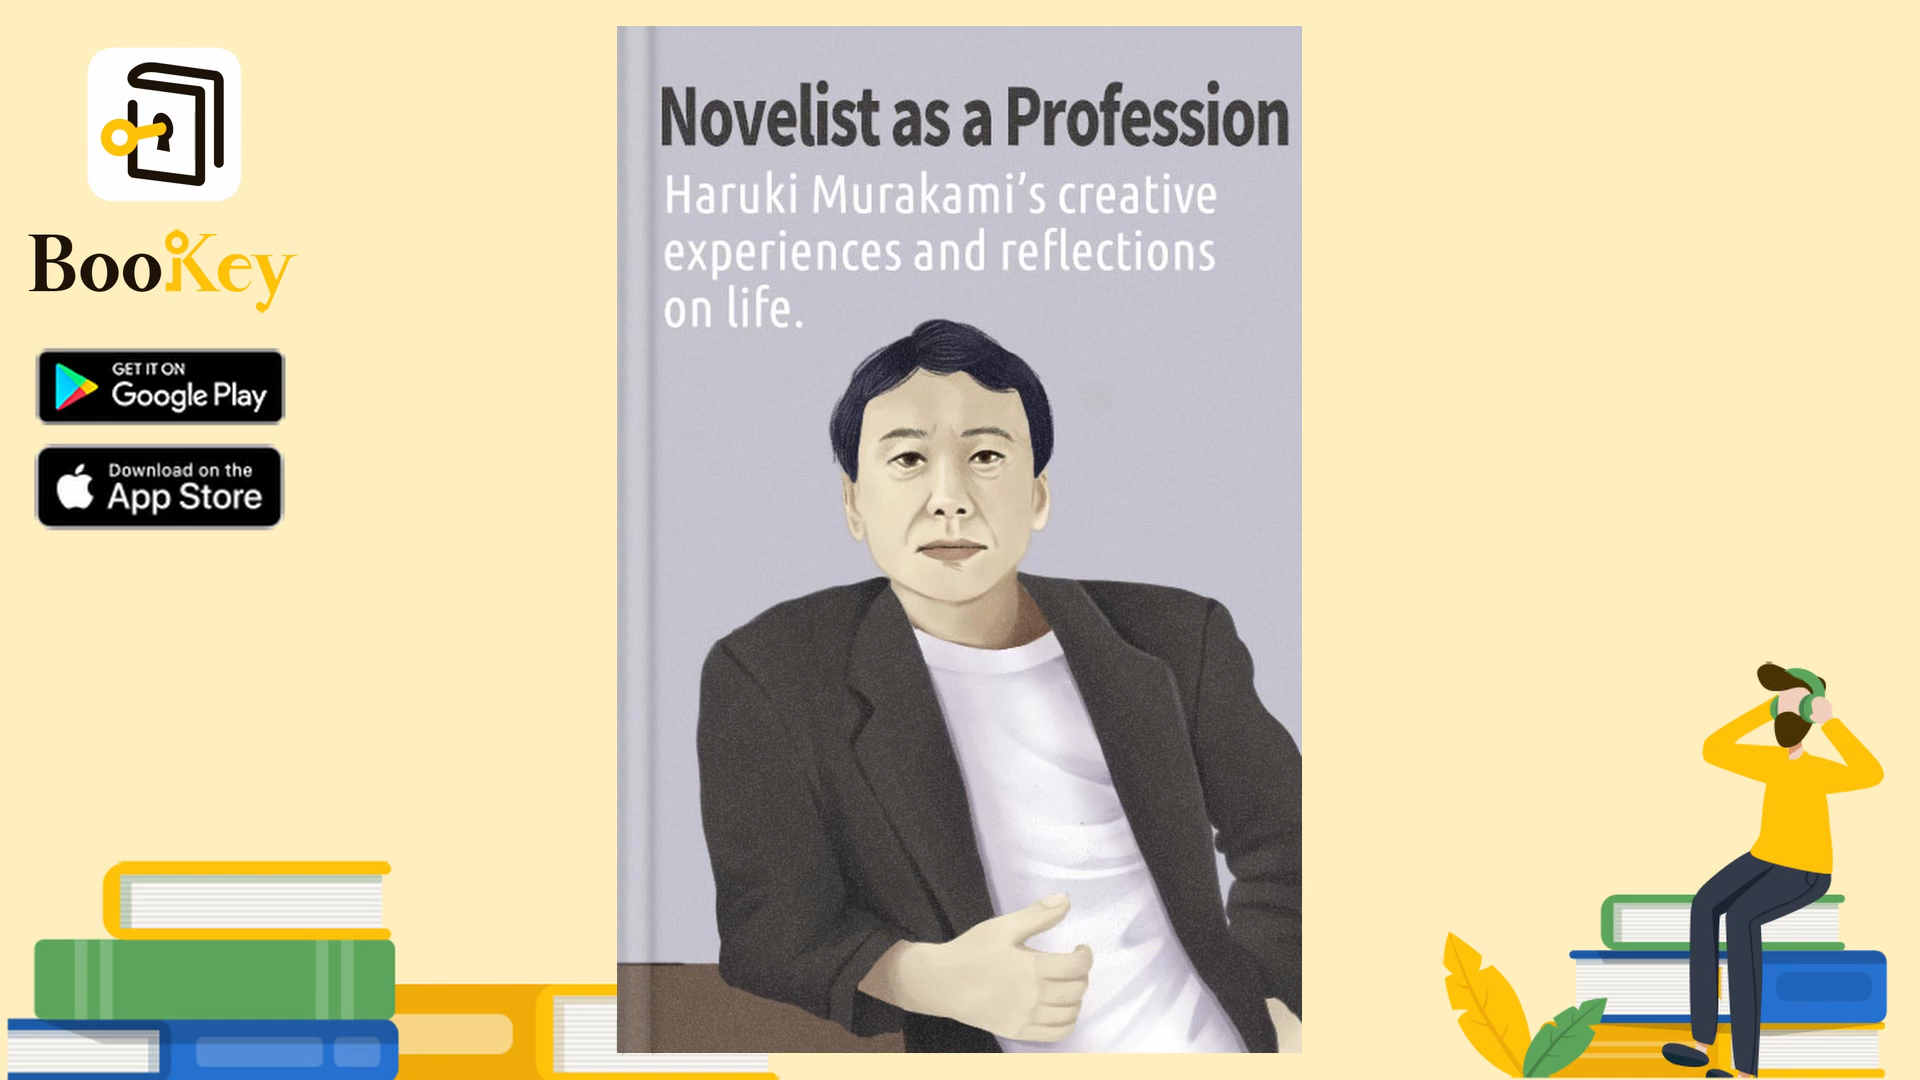 BooKey
GET IT ON
Google Play
Download on the
App Store
Novelist as a Profession
Haruki Murakami’s creative
experiences and reflections
on life.